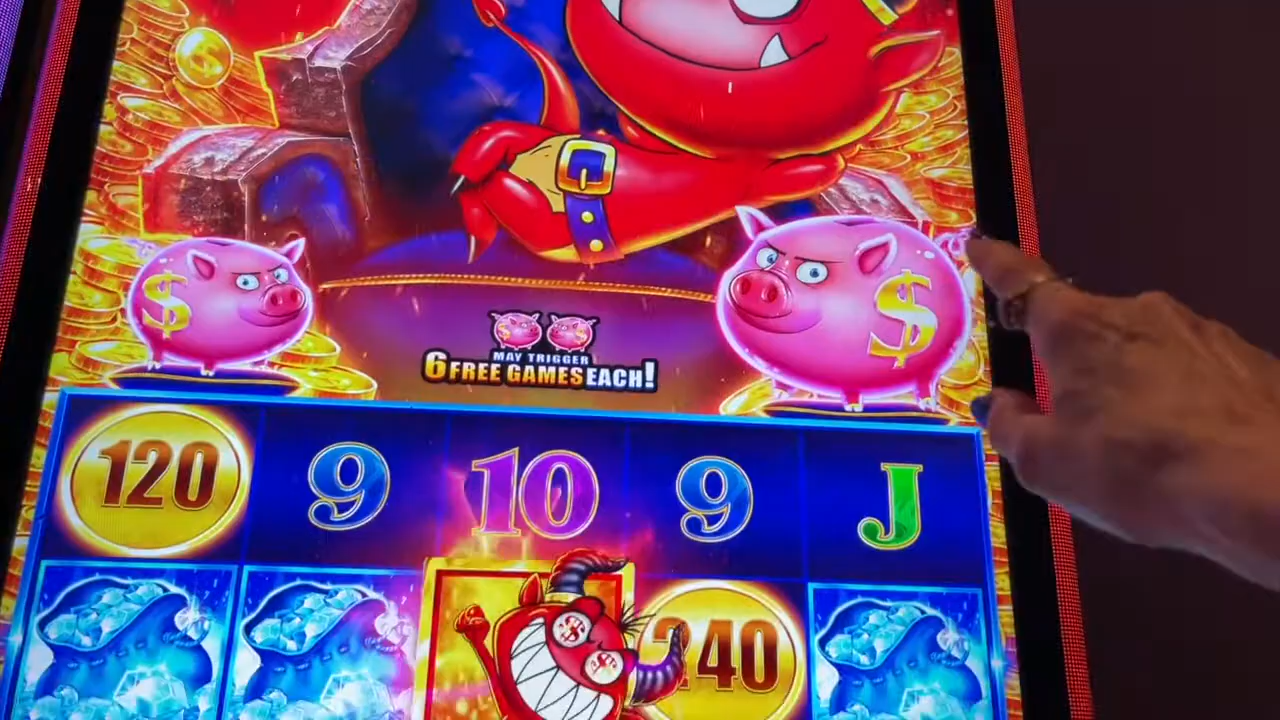 $
$
MAY TRIGGER
6 FREE GAMES EACH!
120 9 10 9 J
240